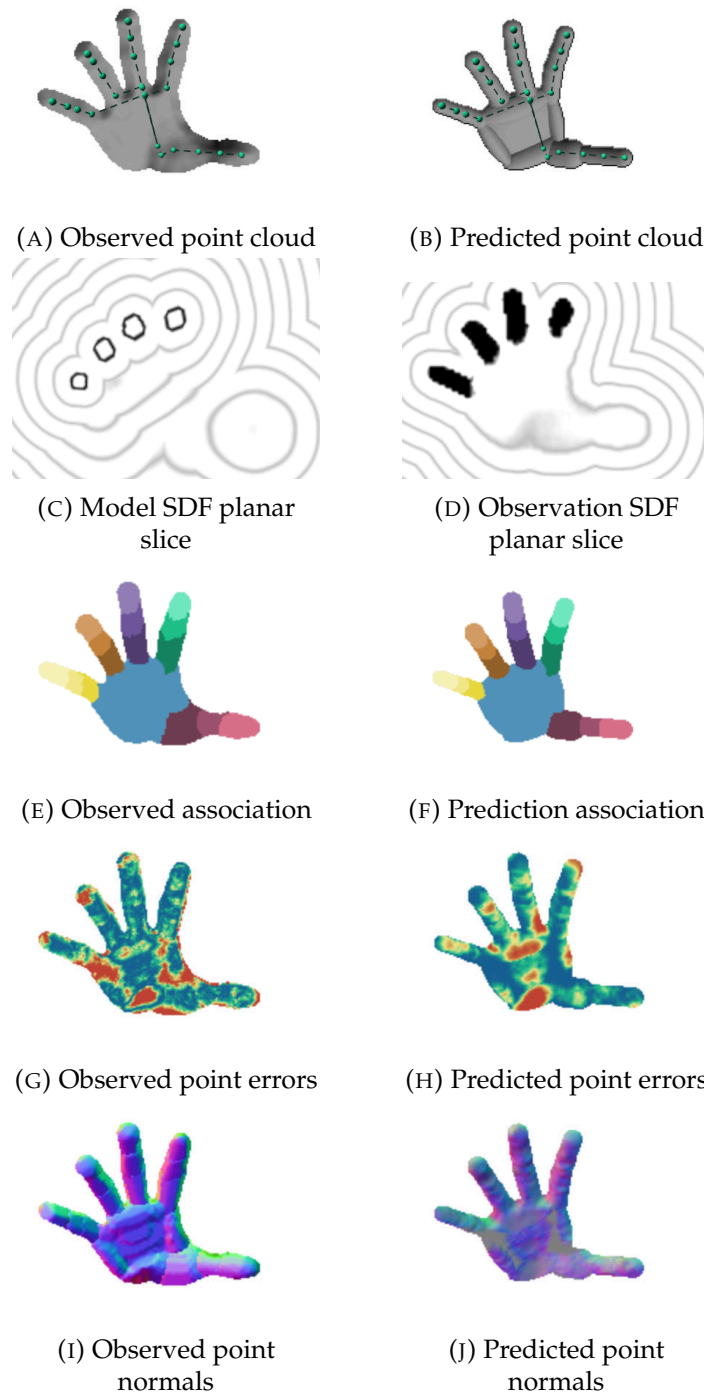 (A) Observed point cloud
(B) Predicted point cloud
(C) Model SDF planar
slice
(D) Observation SDF
planar slice
(E) Observed association
(F) Prediction association
(G) Observed point errors
(H) Predicted point errors
(I) Observed point
normals
(J) Predicted point
normals